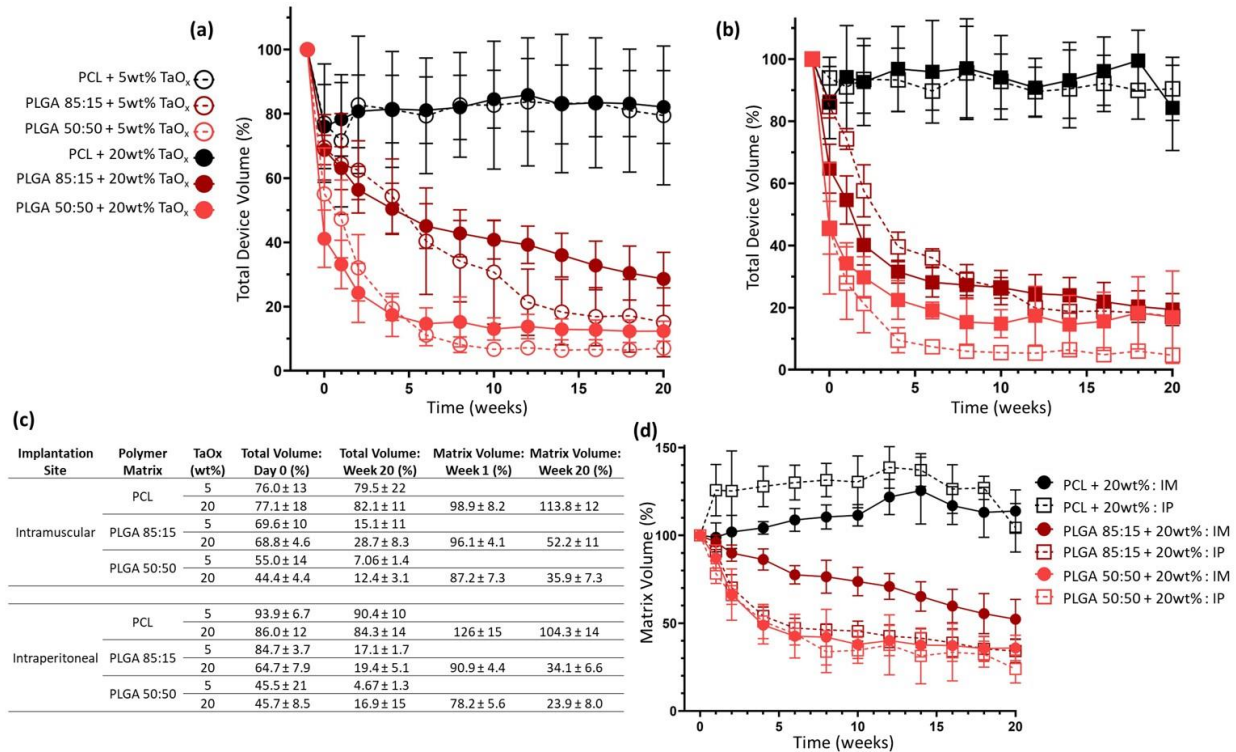 (a)
PCL + 5wt% TaOx
PLGA 85:15 + 5wt% TaOx
PLGA 50:50 + 5wt% TaOx
PCL + 20wt% TaOx
PLGA 85:15 + 20wt% TaOx
PLGA 50:50 + 20wt% TaOx
Total Device Volume (%)
100
80
60
40
20
0
0 5 10 15 20
Time (weeks)
(b)
Total Device Volume (%)
100
80
60
40
20
0
0 5 10 15 20
Time (weeks)
(c)
Implantation Polymer TaOx Total Volume: Total Volume: Matrix Volume: Matrix Volume:
Site Matrix (wt%) Day 0 (%) Week 20 (%) Week 1 (%) Week 20 (%)
Intramuscular
PCL
5 76.0 ± 13 79.5 ± 22
20 77.1 ± 18 82.1 ± 11 98.9 ± 8.2 113.8 ± 12
PLGA 85:15
5 69.6 ± 10 15.1 ± 11
20 68.8 ± 4.6 28.7 ± 8.3 96.1 ± 4.1 52.2 ± 11
PLGA 50:50
5 55.0 ± 14 7.06 ± 1.4
20 44.4 ± 4.4 12.4 ± 3.1 87.2 ± 7.3 35.9 ± 7.3
Intraperitoneal
PCL
5 93.9 ± 6.7 90.4 ± 10
20 86.0 ± 12 84.3 ± 14 126 ± 15 104.3 ± 14
PLGA 85:15
5 84.7 ± 3.7 17.1 ± 1.7
20 64.7 ± 7.9 19.4 ± 5.1 90.9 ± 4.4 34.1 ± 6.6
PLGA 50:50
5 45.5 ± 21 4.67 ± 1.3
20 45.7 ± 8.5 16.9 ± 15 78.2 ± 5.6 23.9 ± 8.0
(d)
Matrix Volume (%)
150
100
50
0
0 5 10 15 20
Time (weeks)
PCL + 20wt% : IM
PCL + 20wt% : IP
PLGA 85:15 + 20wt% : IM
PLGA 85:15 + 20wt% : IP
PLGA 50:50 + 20wt% : IM
PLGA 50:50 + 20wt% : IP